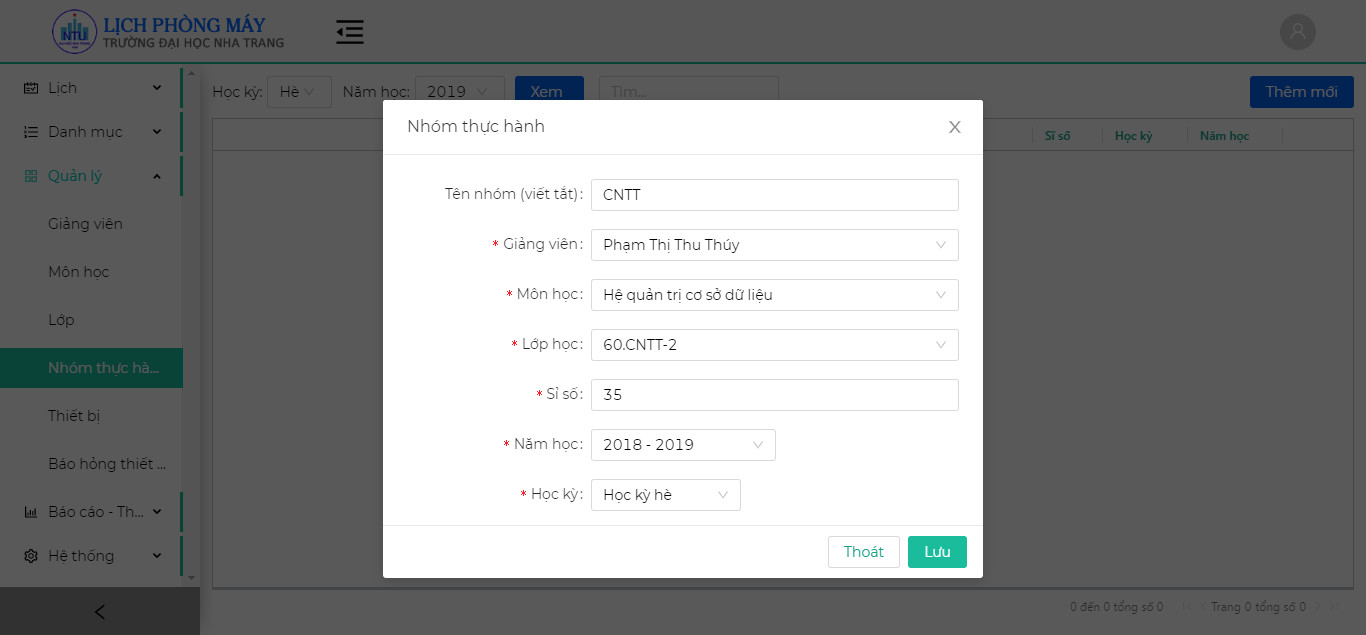 LỊCH PHÒNG MÁY
NTU
TRƯỜNG ĐẠI HỌC NHA TRANG
Lịch
Danh mục
Quản lý
Giảng viên
Môn học
Lớp
Nhóm thực hà...
Thiết bị
Báo hỏng thiết ...
Báo cáo - Th...
Hệ thống
Học kỳ: Hè Năm học: 2019 Xem Tìm... Thêm mới
Sĩ số Học kỳ Năm học
Nhóm thực hành
Tên nhóm (viết tắt): CNTT
* Giảng viên: Phạm Thị Thu Thúy
* Môn học: Hệ quản trị cơ sở dữ liệu
* Lớp học: 60.CNTT-2
* Sỉ số: 35
* Năm học: 2018 - 2019
* Học kỳ: Học kỳ hè
Thoát Lưu
0 đến 0 tổng số 0 Trang 0 tổng số 0